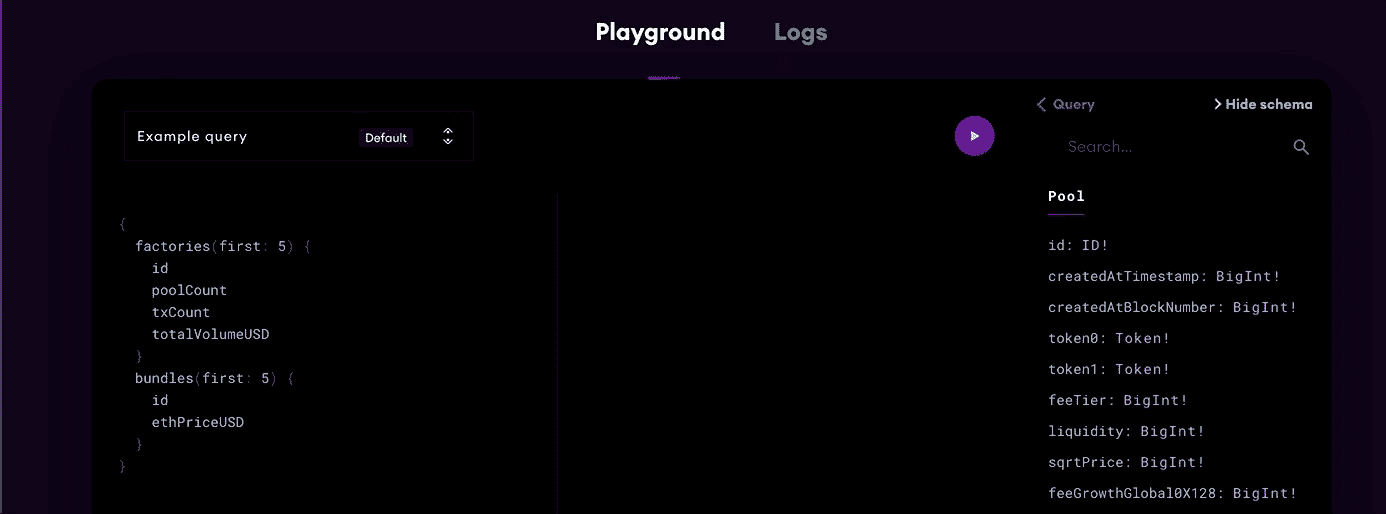 Playground Logs
Example query Default
{
factories(first: 5) {
id
poolCount
txCount
totalVolumeUSD
}
bundles(first: 5) {
id
ethPriceUSD
}
}
Query Hide schema
Search...
Pool
id: ID!
createdAtTimestamp: BigInt!
createdAtBlockNumber: BigInt!
token0: Token!
token1: Token!
feeTier: BigInt!
liquidity: BigInt!
sqrtPrice: BigInt!
feeGrowthGlobal0X128: BigInt!